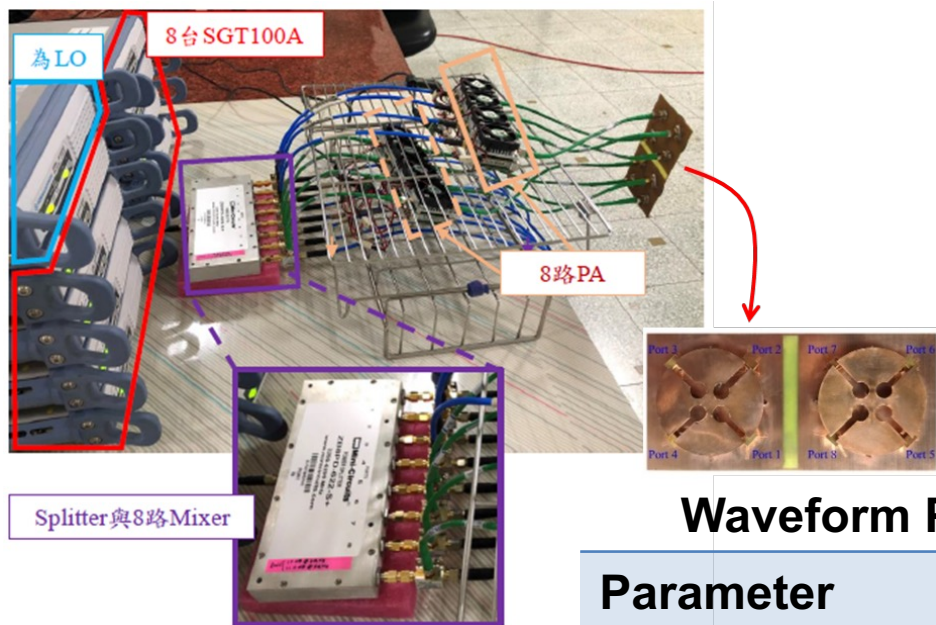 為LO
8台SGT100A
8路PA
Port 3
Port 2
Port 7
Port 6
Port 4
Port 1
Port 8
Port 5
Splitter與8路Mixer
Mini-Circuits
Waveform P
Parameter